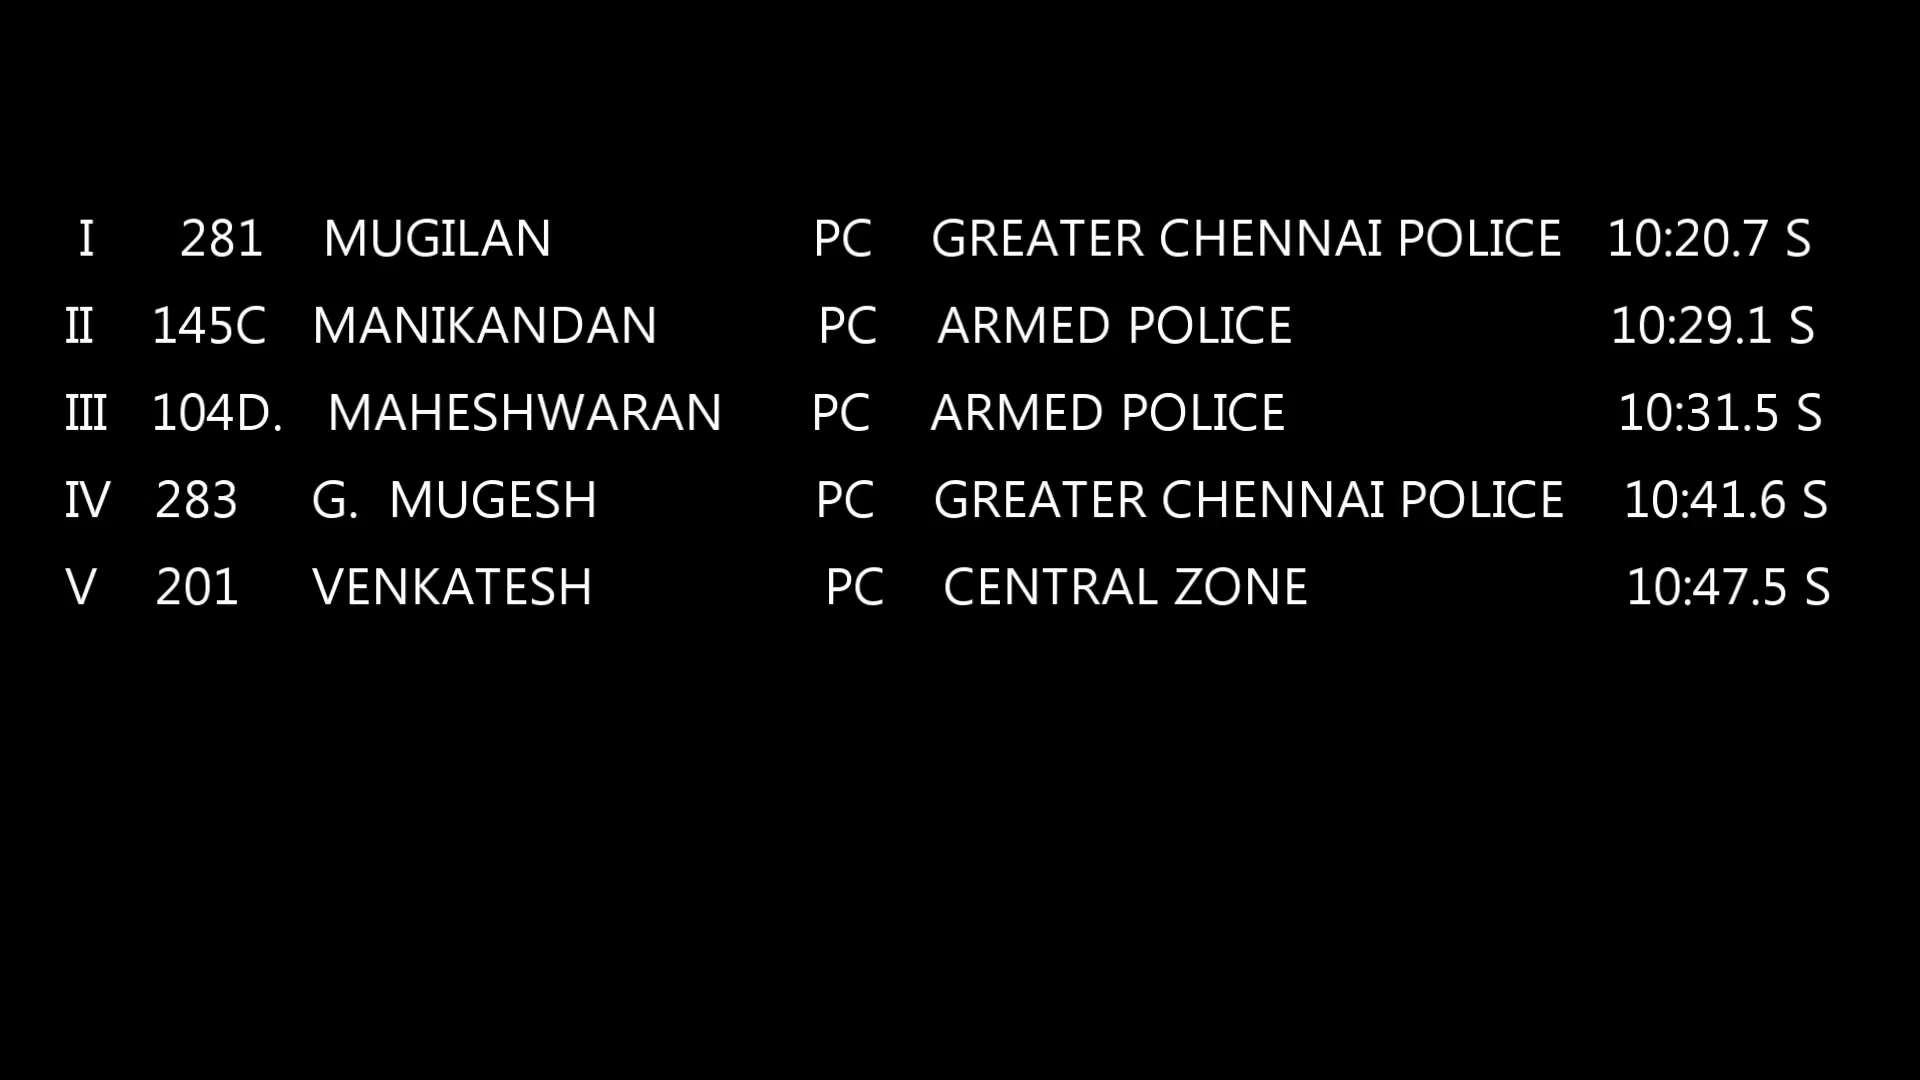 I 281 MUGILAN PC GREATER CHENNAI POLICE 10:20.7 S
II 145C MANIKANDAN PC ARMED POLICE 10:29.1 S
III 104D. MAHESHWARAN PC ARMED POLICE 10:31.5 S
IV 283 G. MUGESH PC GREATER CHENNAI POLICE 10:41.6 S
V 201 VENKATESH PC CENTRAL ZONE 10:47.5 S